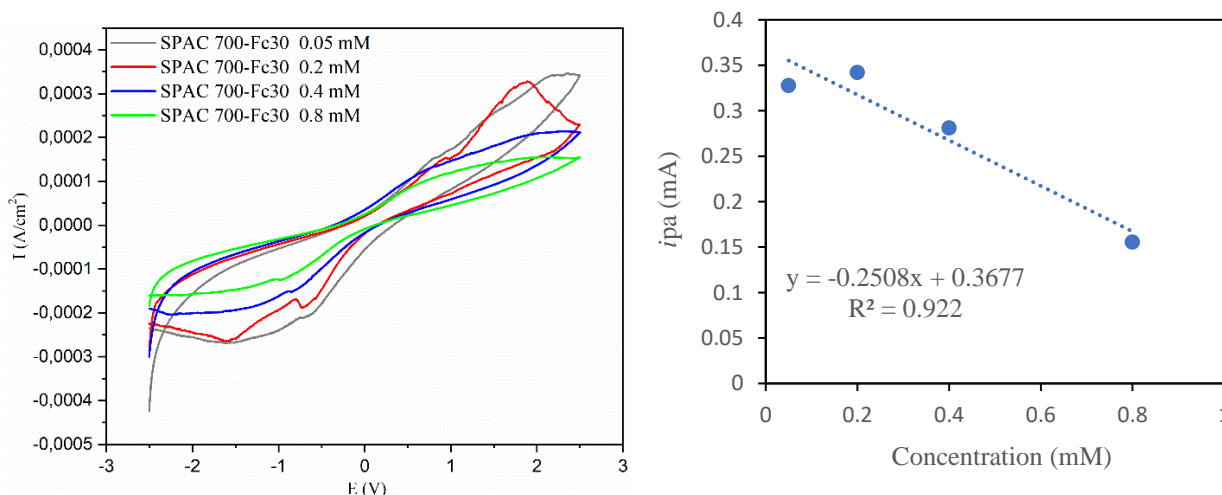 0,0004
0,0003
0,0002
0,0001
0,0000
-0,0001
-0,0002
-0,0003
-0,0004
-0,0005
I (A/cm²)
SPAC 700-Fc30 0.05 mM
SPAC 700-Fc30 0.2 mM
SPAC 700-Fc30 0.4 mM
SPAC 700-Fc30 0.8 mM
-3 -2 -1 0 1 2 3
E (V)
0.4
0.35
0.3
0.25
0.2
0.15
0.1
0.05
0
ipa (mA)
y = -0.2508x + 0.3677
R² = 0.922
0 0.2 0.4 0.6 0.8 1
Concentration (mM)